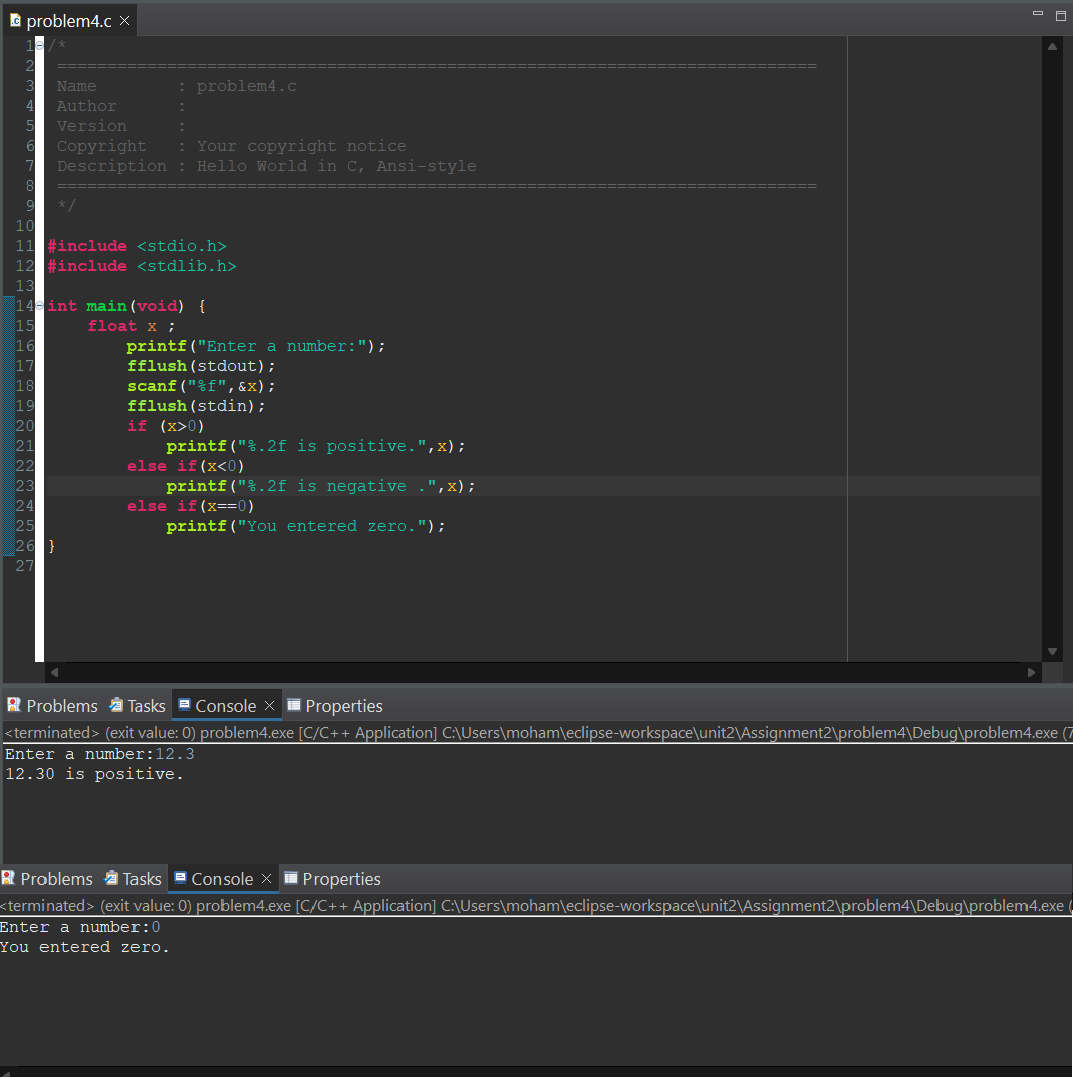 problem4.c
1 /*
2 ============================================================================
3 Name        : problem4.c
4 Author      :
5 Version     :
6 Copyright   : Your copyright notice
7 Description : Hello World in C, Ansi-style
8 ============================================================================
9 */
10
11 #include <stdio.h>
12 #include <stdlib.h>
13
14 int main(void) {
15     float x ;
16         printf("Enter a number:");
17         fflush(stdout);
18         scanf("%f",&x);
19         fflush(stdin);
20         if (x>0)
21             printf("%.2f is positive.",x);
22         else if(x<0)
23             printf("%.2f is negative .",x);
24         else if(x==0)
25             printf("You entered zero.");
26 }
27
Problems Tasks Console Properties
<terminated> (exit value: 0) problem4.exe [C/C++ Application] C:\Users\moham\eclipse-workspace\unit2\Assignment2\problem4\Debug\problem4.exe (7
Enter a number:12.3
12.30 is positive.
Problems Tasks Console Properties
<terminated> (exit value: 0) problem4.exe [C/C++ Application] C:\Users\moham\eclipse-workspace\unit2\Assignment2\problem4\Debug\problem4.exe (
Enter a number:0
You entered zero.